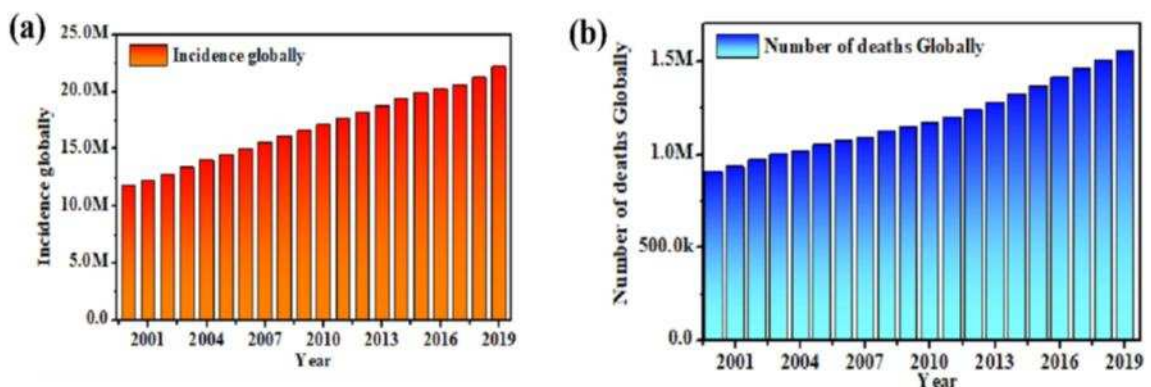 (a)
25.0M
20.0M
15.0M
10.0M
5.0M
0.0
Incidence globally
Incidence globally
2001 2004 2007 2010 2013 2016 2019
Year
(b)
1.5M
1.0M
500.0k
0.0
Number of deaths Globally
Number of deaths Globally
2001 2004 2007 2010 2013 2016 2019
Year